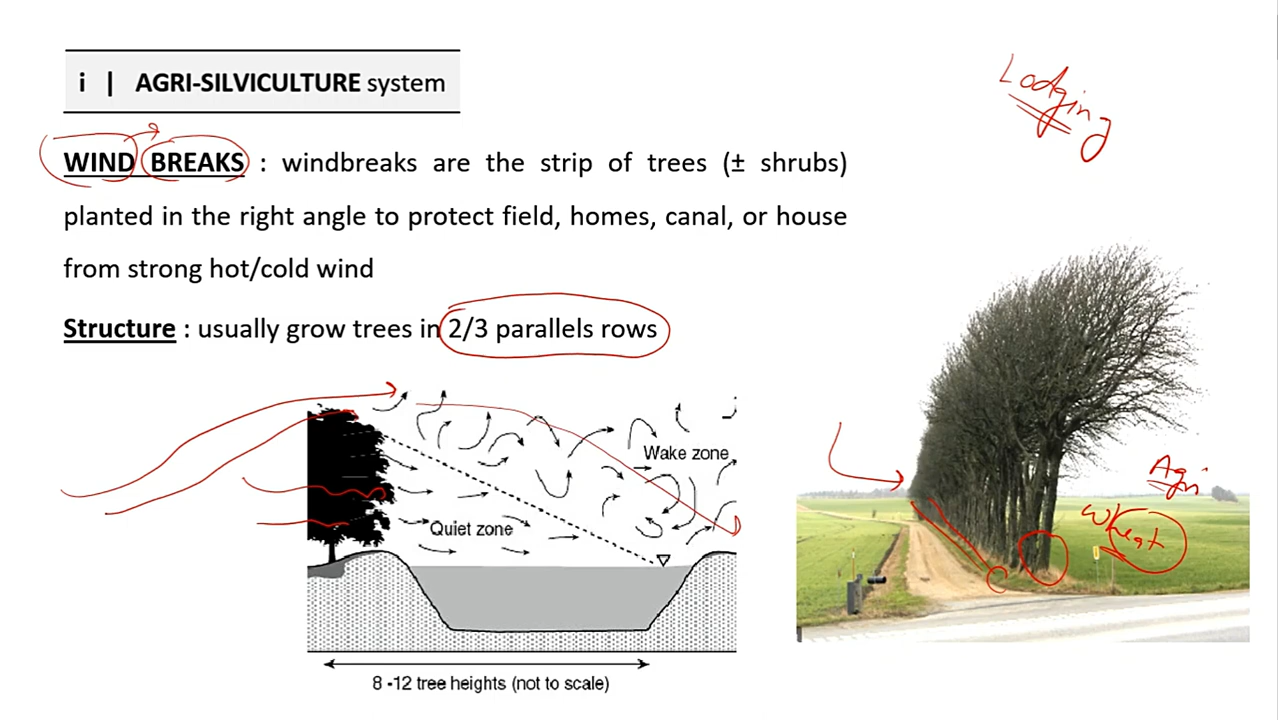 i | AGRI-SILVICULTURE system
Lodging
WIND BREAKS : windbreaks are the strip of trees (± shrubs)
planted in the right angle to protect field, homes, canal, or house
from strong hot/cold wind
Structure : usually grow trees in 2/3 parallels rows
Wake zone
Quiet zone
8 -12 tree heights (not to scale)
Agri
Wheat